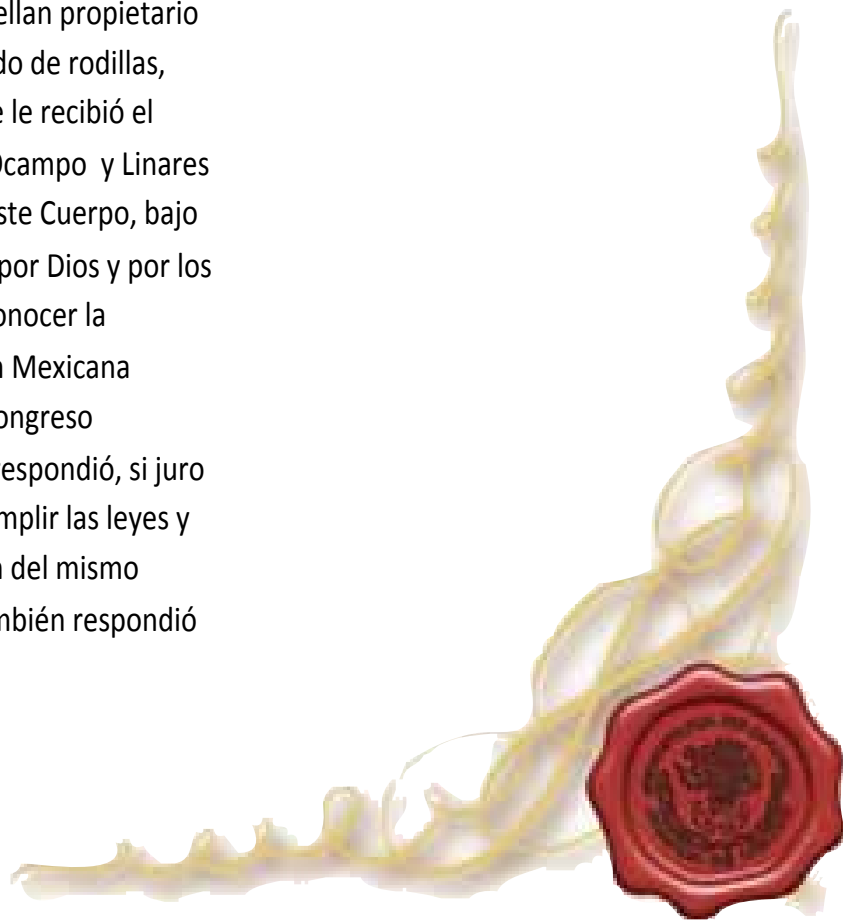 ellan propietario
do de rodillas,
e le recibió el
Ocampo y Linares
ste Cuerpo, bajo
por Dios y por los
onocer la
n Mexicana
ongreso
respondió, si juro
mplir las leyes y
n del mismo
mbién respondió